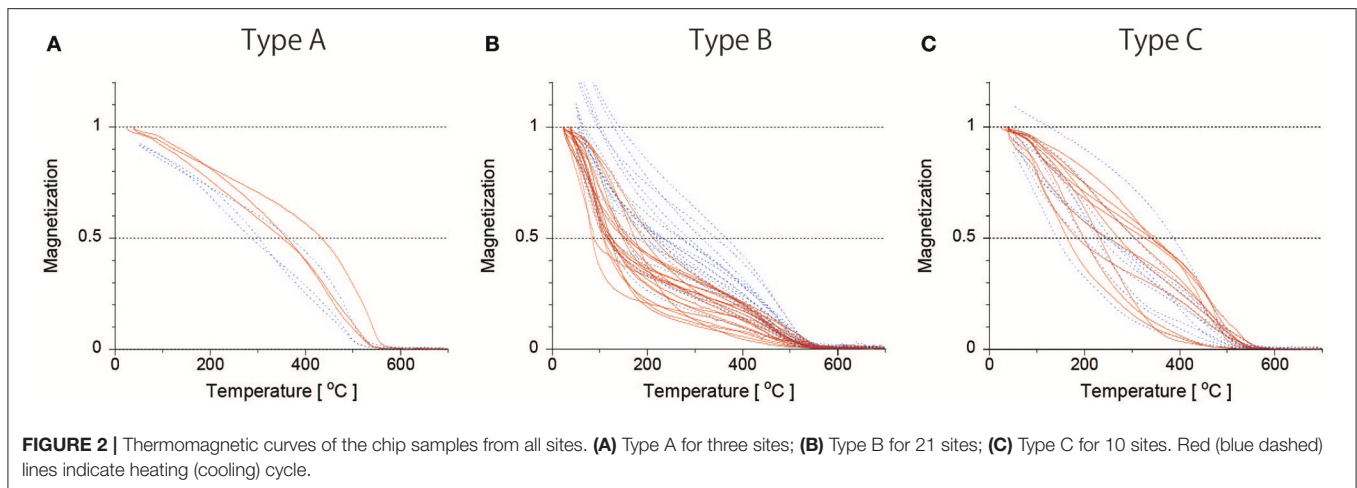 A
Type A
Magnetization
1
0.5
0
0
200
400
600
Temperature [ °C ]
B
Type B
Magnetization
1
0.5
0
0
200
400
600
Temperature [ °C ]
C
Type C
Magnetization
1
0.5
0
0
200
400
600
Temperature [ °C ]
FIGURE 2 | Thermomagnetic curves of the chip samples from all sites. (A) Type A for three sites; (B) Type B for 21 sites; (C) Type C for 10 sites. Red (blue dashed)
lines indicate heating (cooling) cycle.